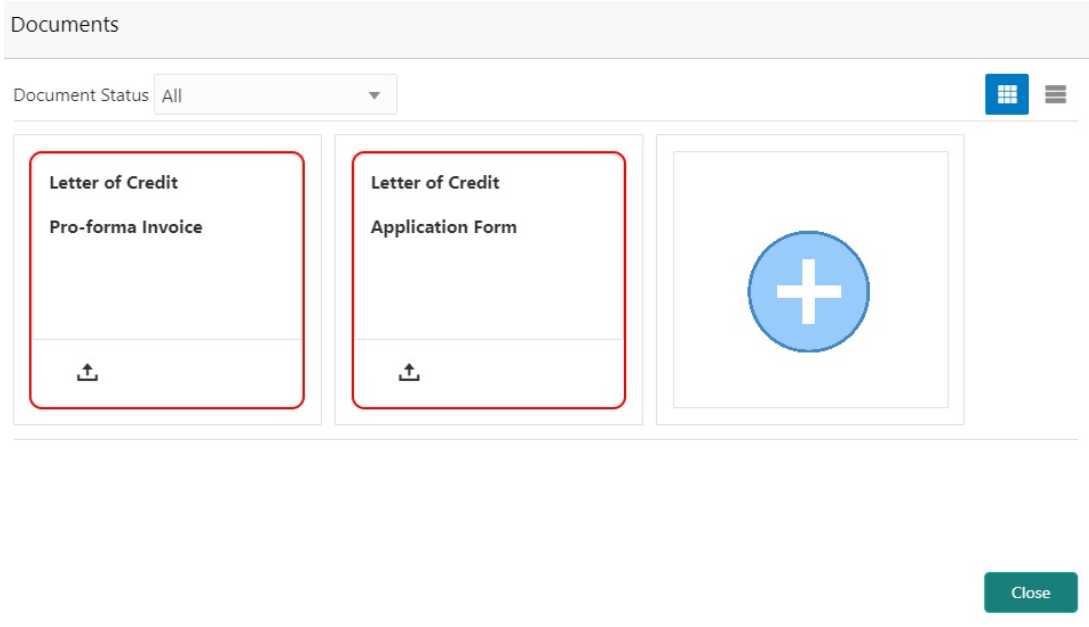 Documents
Document Status All
Letter of Credit
Pro-forma Invoice
Letter of Credit
Application Form
Close